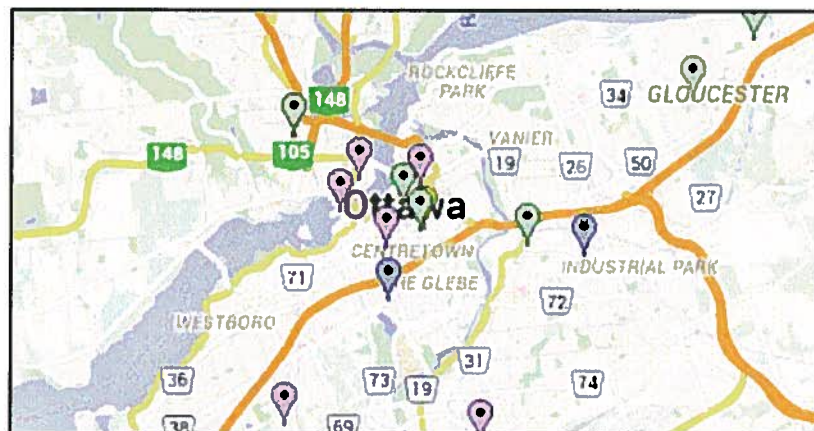 ROCKCLIFFE
PARK
148
34
GLOUCESTER
VANIER
148
105
19
26
50
27
Ottawa
CENTRETOWN
71
HE GLEBE
INDUSTRIAL PARK
72
WESTBORO
31
36
73
19
74
38
69